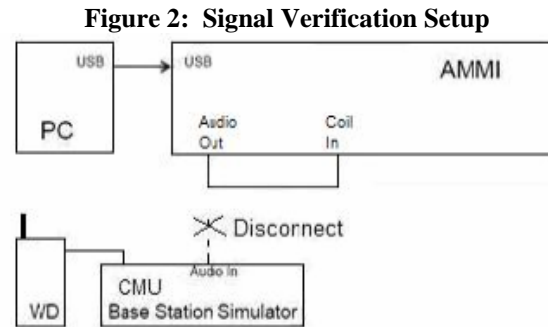 Figure 2: Signal Verification Setup
USB
USB
AMMI
PC
Audio
Out
Coil
In
Disconnect
Audio In
CMU
WD
Base Station Simulator